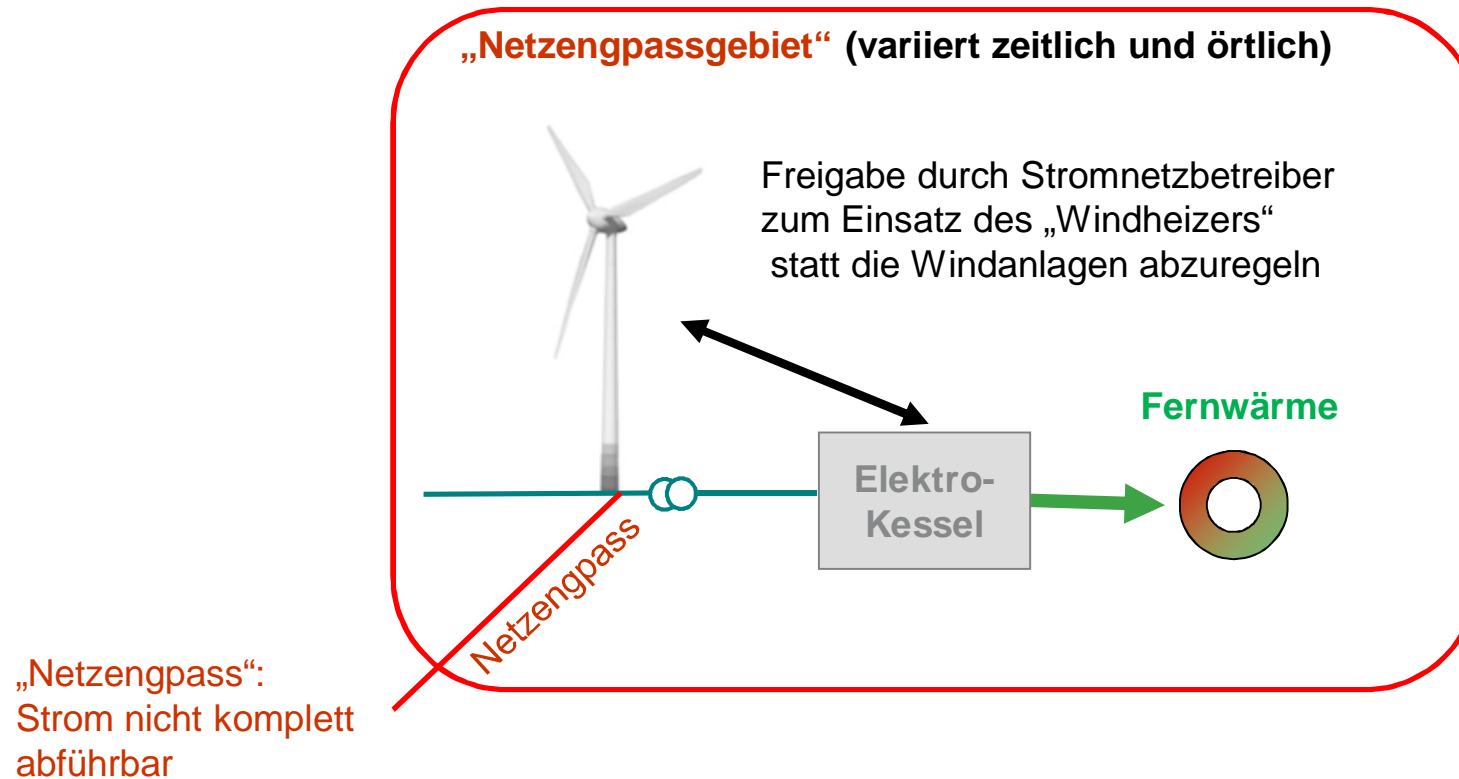 „Netzengpassgebiet“ (variiert zeitlich und örtlich)
Freigabe durch Stromnetzbetreiber
zum Einsatz des „Windheizers“
statt die Windanlagen abzuregeln
Fernwärme
Elektro-
Kessel
Netzengpass
„Netzengpass“:
Strom nicht komplett
abführbar